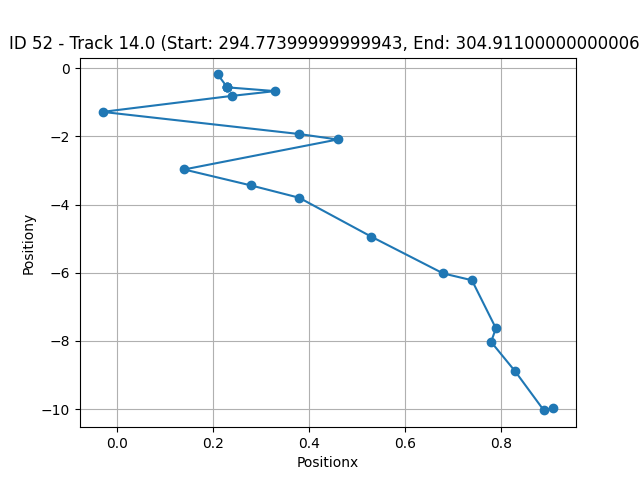 ID 52 - Track 14.0 (Start: 294.77399999999943, End: 304.91100000000006
0
−2
−4
−6
−8
−10
Positiony
0.0 0.2 0.4 0.6 0.8
Positionx